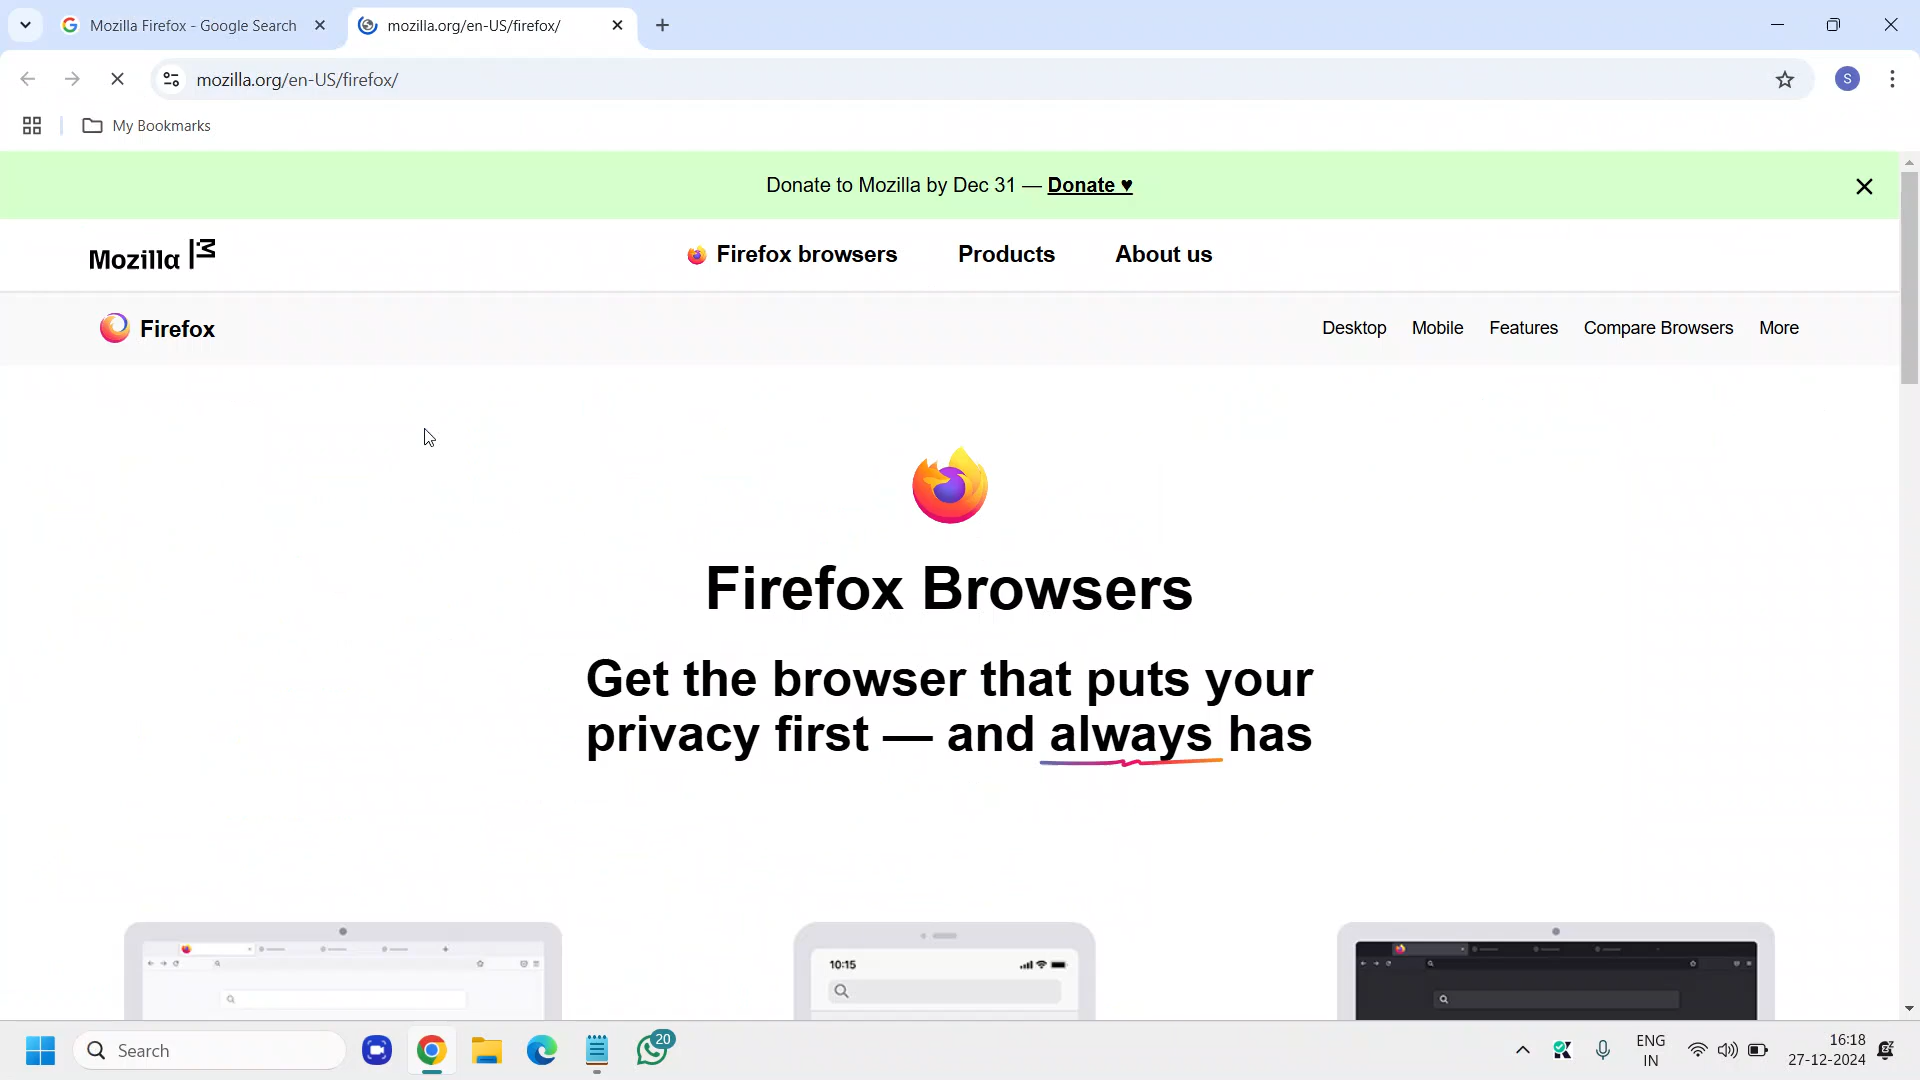 Mozilla Firefox - Google Search
mozilla.org/en-US/firefox/
mozilla.org/en-US/firefox/
S
My Bookmarks
Donate to Mozilla by Dec 31 — Donate ♥
Mozilla
Firefox browsers
Products
About us
Firefox
Desktop
Mobile
Features
Compare Browsers
More
Firefox Browsers
Get the browser that puts your
privacy first — and always has
10:15
Search
20
ENG
IN
16:18
27-12-2024